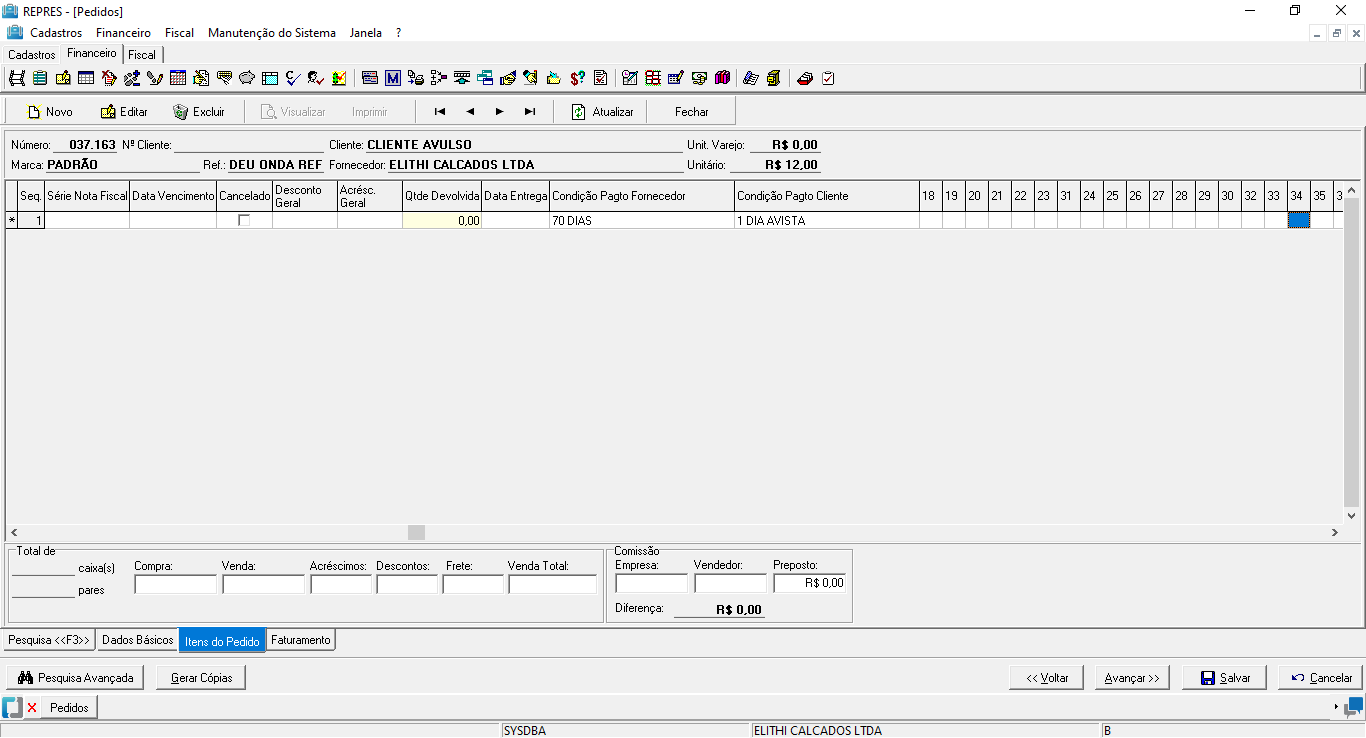 REPRES - [Pedidos]
Cadastros Financeiro Fiscal Manutenção do Sistema Janela ?
Cadastros Financeiro Fiscal
Novo Editar Excluir Visualizar Imprimir Atualizar Fechar
Número: 037.163 Nº Cliente: Cliente: CLIENTE AVULSO Unit. Varejo: R$ 0,00
Marca: PADRÃO Ref.: DEU ONDA REF Fornecedor: ELITHI CALCADOS LTDA Unitário: R$ 12,00
Seq. Série Nota Fiscal Data Vencimento Cancelado Desconto Geral Acrésc. Geral Qtde Devolvida Data Entrega Condição Pagto Fornecedor Condição Pagto Cliente 18 19 20 21 22 23 31 24 25 26 27 28 29 30 32 33 34 35 3
* 1 0,00 70 DIAS 1 DIA AVISTA
Total de
caixa(s) Compra: Venda: Acréscimos: Descontos: Frete: Venda Total:
pares
Comissão
Empresa: Vendedor: Preposto:
R$ 0,00
Diferença: R$ 0,00
Pesquisa <<F3>> Dados Básicos Itens do Pedido Faturamento
Pesquisa Avançada Gerar Cópias << Voltar Avançar >> Salvar Cancelar
Pedidos
SYSDBA ELITHI CALCADOS LTDA B